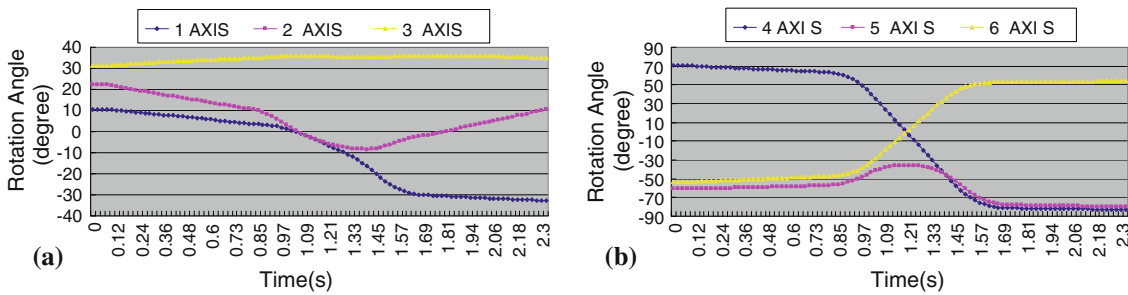 1 AXIS 2 AXIS 3 AXIS
40
30
20
10
0
-10
-20
-30
-40
Rotation Angle
(degree)
0 0.12 0.24 0.36 0.48 0.6 0.73 0.85 0.97 1.09 1.21 1.33 1.45 1.57 1.69 1.81 1.94 2.06 2.18 2.3
(a)
Time(s)
4 AXI S 5 AXI S 6 AXI S
90
70
50
30
10
-10
-30
-50
-70
-90
Rotation Angle
(degree)
0 0.12 0.24 0.36 0.48 0.6 0.73 0.85 0.97 1.09 1.21 1.33 1.45 1.57 1.69 1.81 1.94 2.06 2.18 2.3
(b)
Time(s)